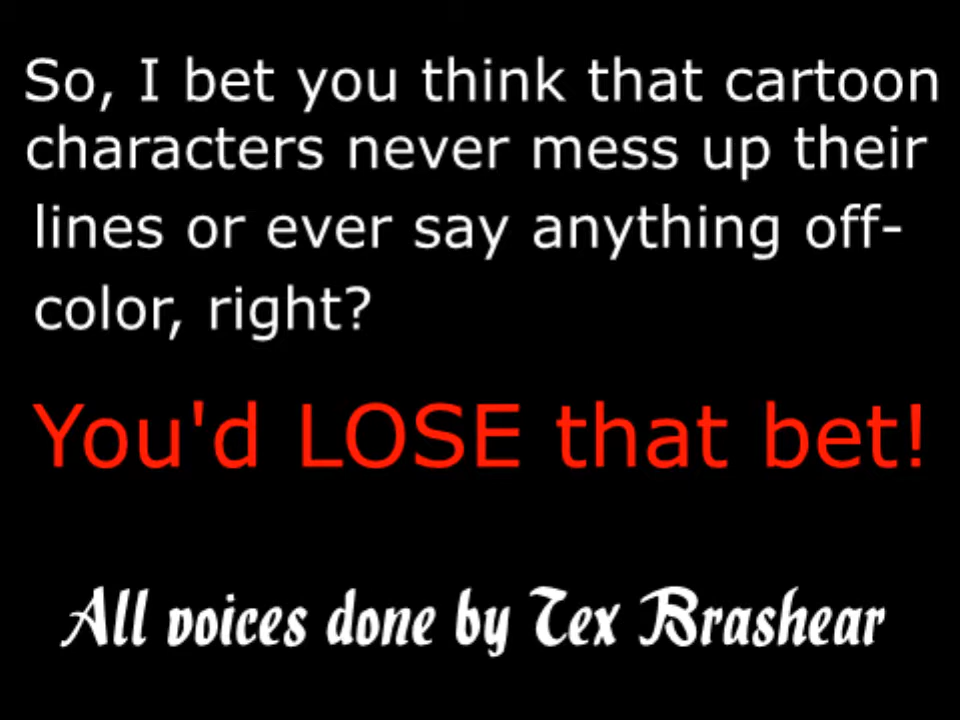 So, I bet you think that cartoon
characters never mess up their
lines or ever say anything off-
color, right?
You'd LOSE that bet!
All voices done by Tex Brashear